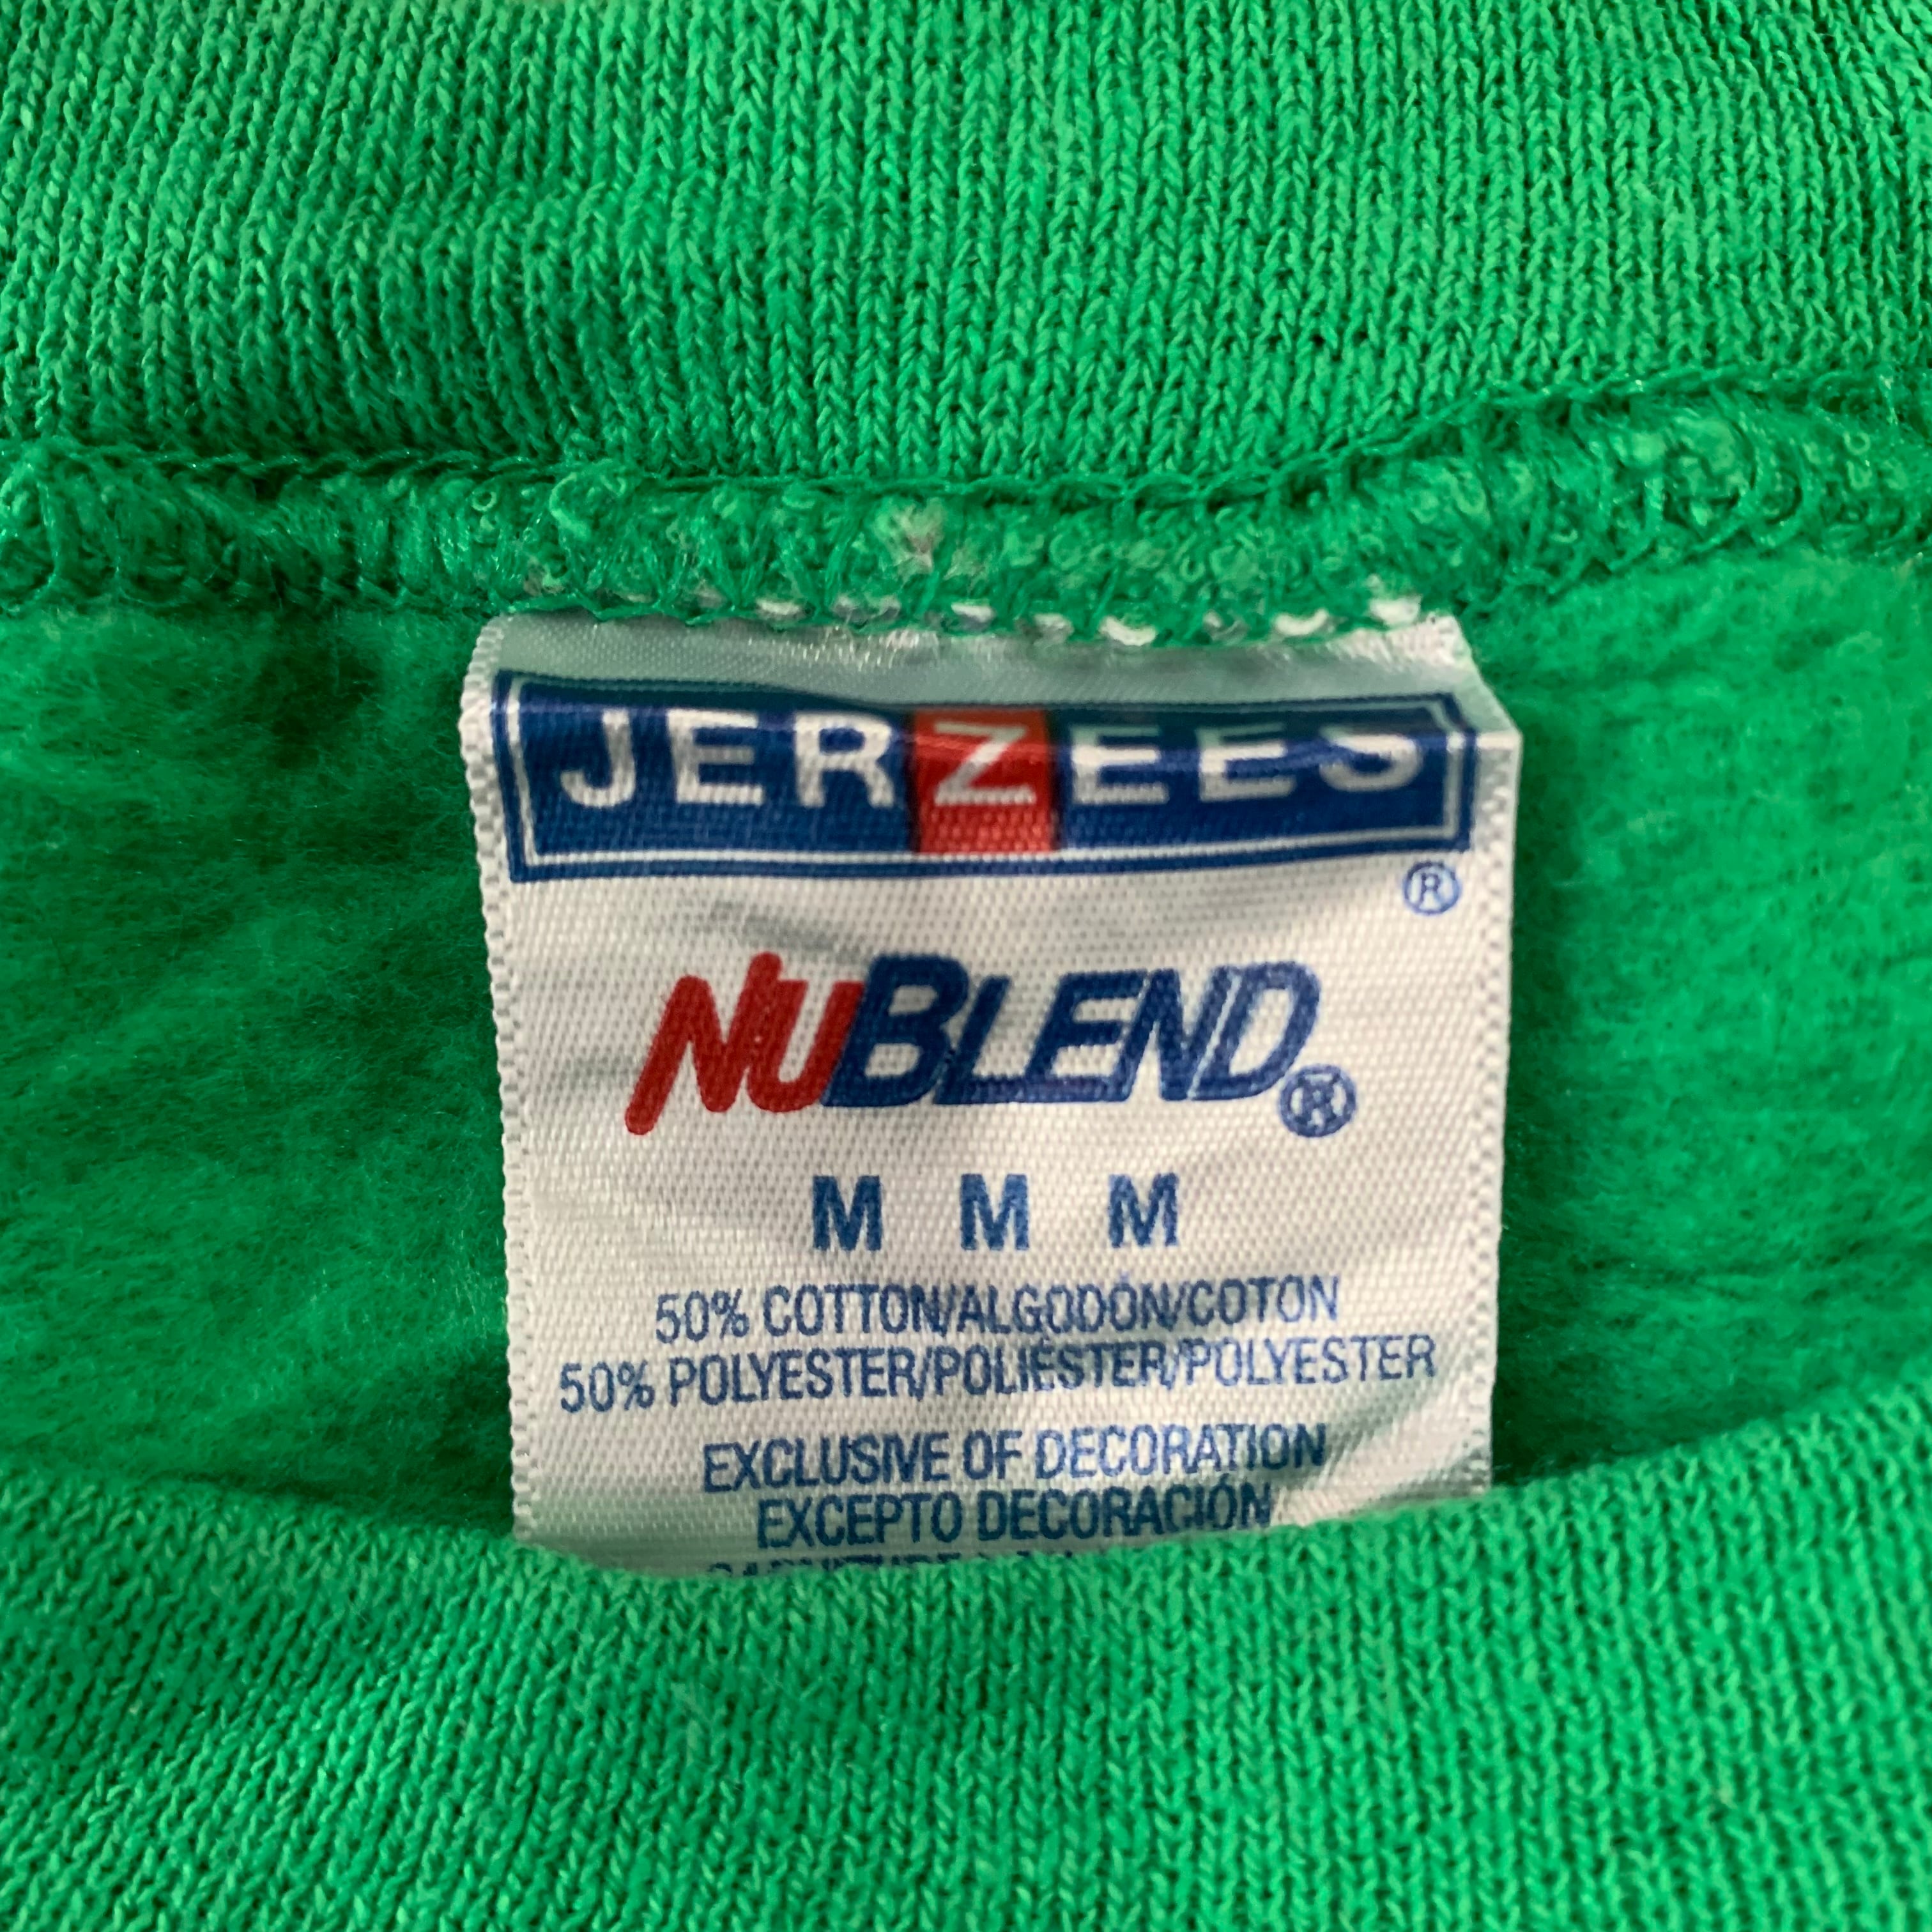 JERZEES
®
NUBLEND®
M M M
50% COTTON/ALGODÓN/COTON
50% POLYESTER/POLIÉSTER/POLYESTER
EXCLUSIVE OF DECORATION
EXCEPTO DECORACIÓN